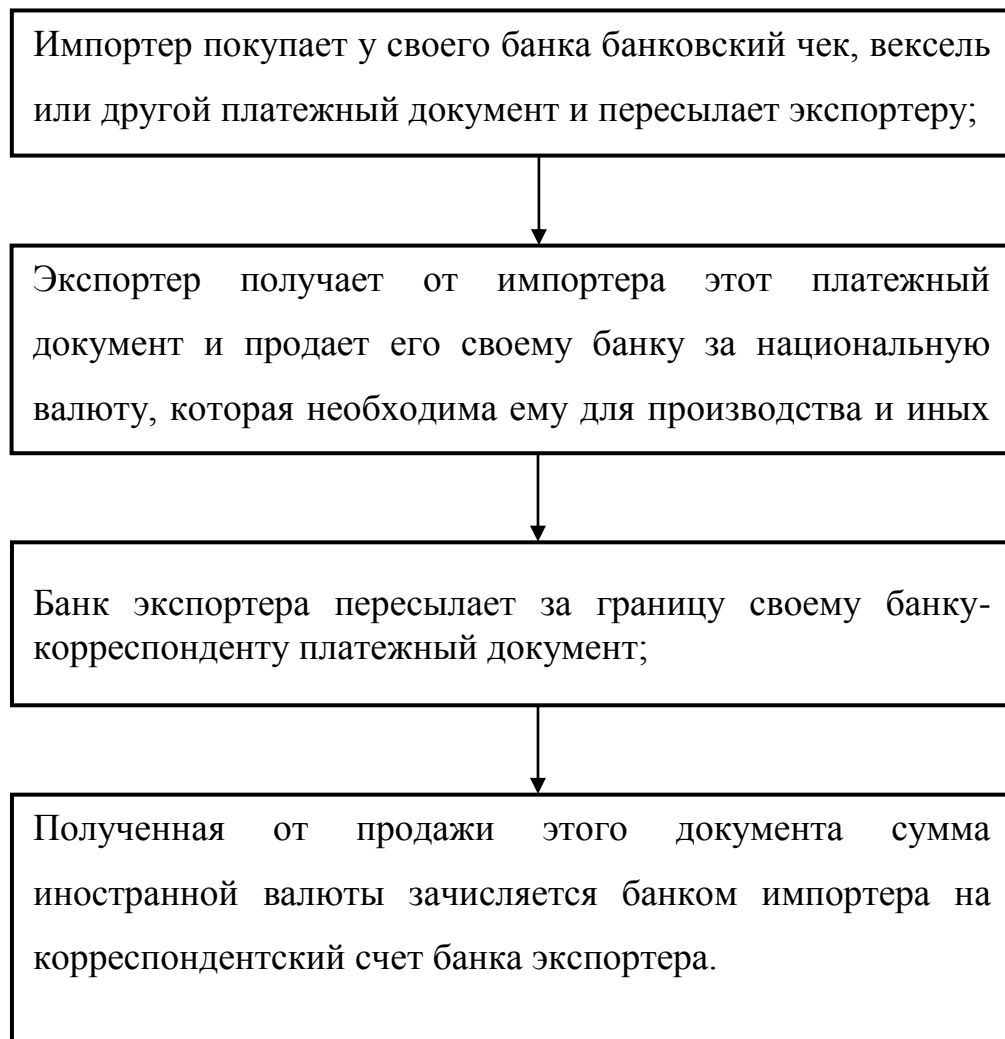 Импортер покупает у своего банка банковский чек, вексель
или другой платежный документ и пересылает экспортеру;
Экспортер получает от импортера этот платежный
документ и продает его своему банку за национальную
валюту, которая необходима ему для производства и иных
Банк экспортера пересылает за границу своему банку-
корреспонденту платежный документ;
Полученная от продажи этого документа сумма
иностранной валюты зачисляется банком импортера на
корреспондентский счет банка экспортера.